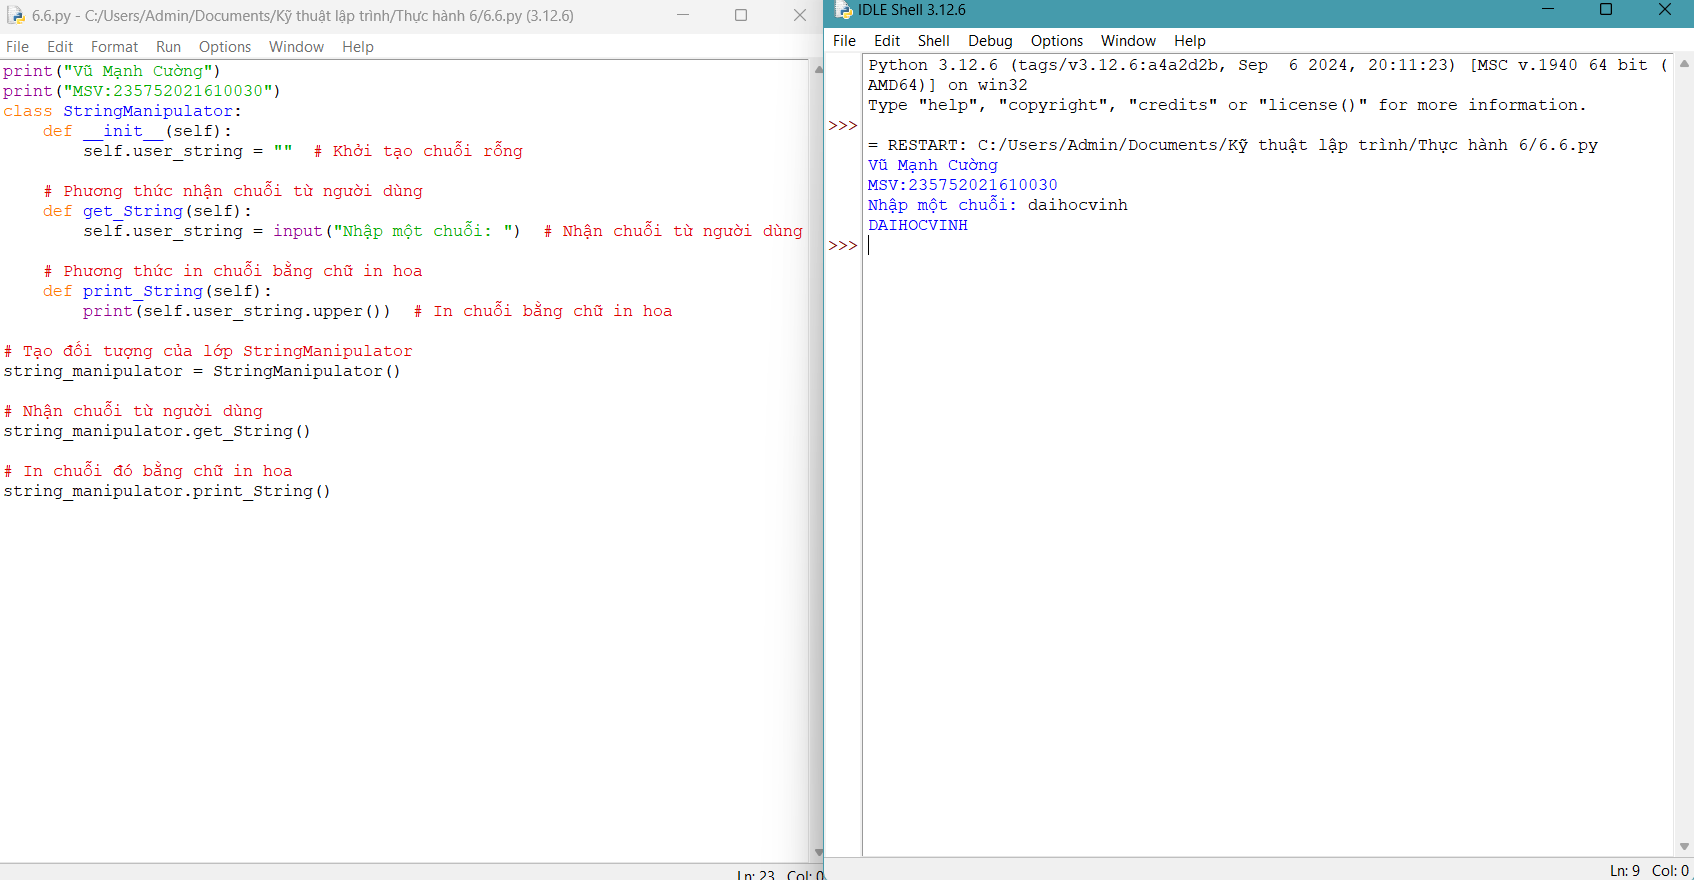 6.6.py - C:/Users/Admin/Documents/Kỹ thuật lập trình/Thực hành 6/6.6.py (3.12.6)
File Edit Format Run Options Window Help
print("Vũ Mạnh Cường")
print("MSV:235752021610030")
class StringManipulator:
    def __init__(self):
        self.user_string = ""  # Khởi tạo chuỗi rỗng
    # Phương thức nhận chuỗi từ người dùng
    def get_String(self):
        self.user_string = input("Nhập một chuỗi: ")  # Nhận chuỗi từ người dùng
    # Phương thức in chuỗi bằng chữ in hoa
    def print_String(self):
        print(self.user_string.upper())  # In chuỗi bằng chữ in hoa
# Tạo đối tượng của lớp StringManipulator
string_manipulator = StringManipulator()
# Nhận chuỗi từ người dùng
string_manipulator.get_String()
# In chuỗi đó bằng chữ in hoa
string_manipulator.print_String()
Ln: 23 Col: 0
IDLE Shell 3.12.6
File Edit Shell Debug Options Window Help
Python 3.12.6 (tags/v3.12.6:a4a2d2b, Sep  6 2024, 20:11:23) [MSC v.1940 64 bit (
AMD64)] on win32
Type "help", "copyright", "credits" or "license()" for more information.
>>>
= RESTART: C:/Users/Admin/Documents/Kỹ thuật lập trình/Thực hành 6/6.6.py
Vũ Mạnh Cường
MSV:235752021610030
Nhập một chuỗi: daihocvinh
DAIHOCVINH
>>>
Ln: 9 Col: 0